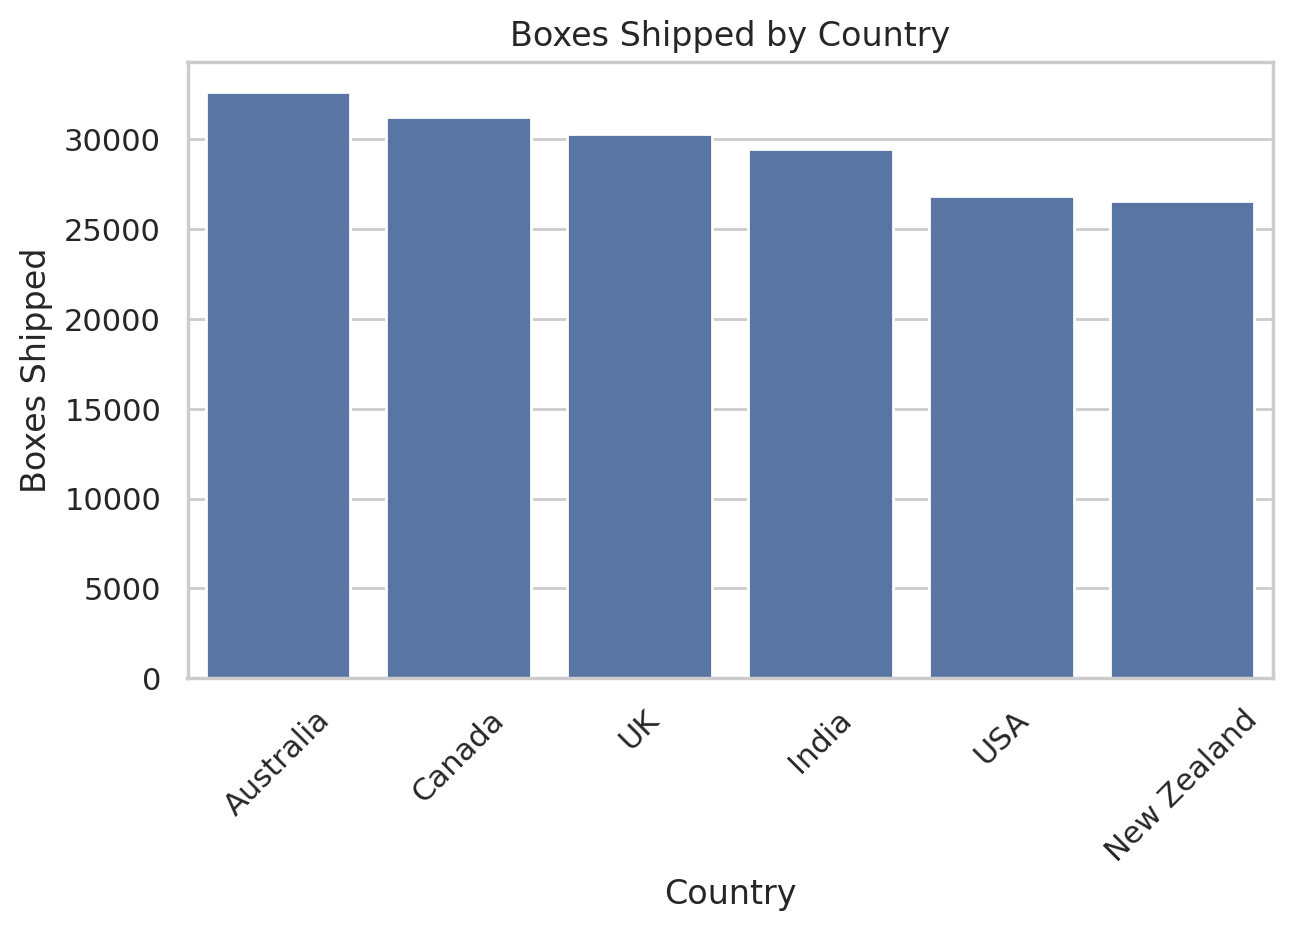 Boxes Shipped by Country
Boxes Shipped
30000
25000
20000
15000
10000
5000
0
Australia
Canada
UK
India
USA
New Zealand
Country